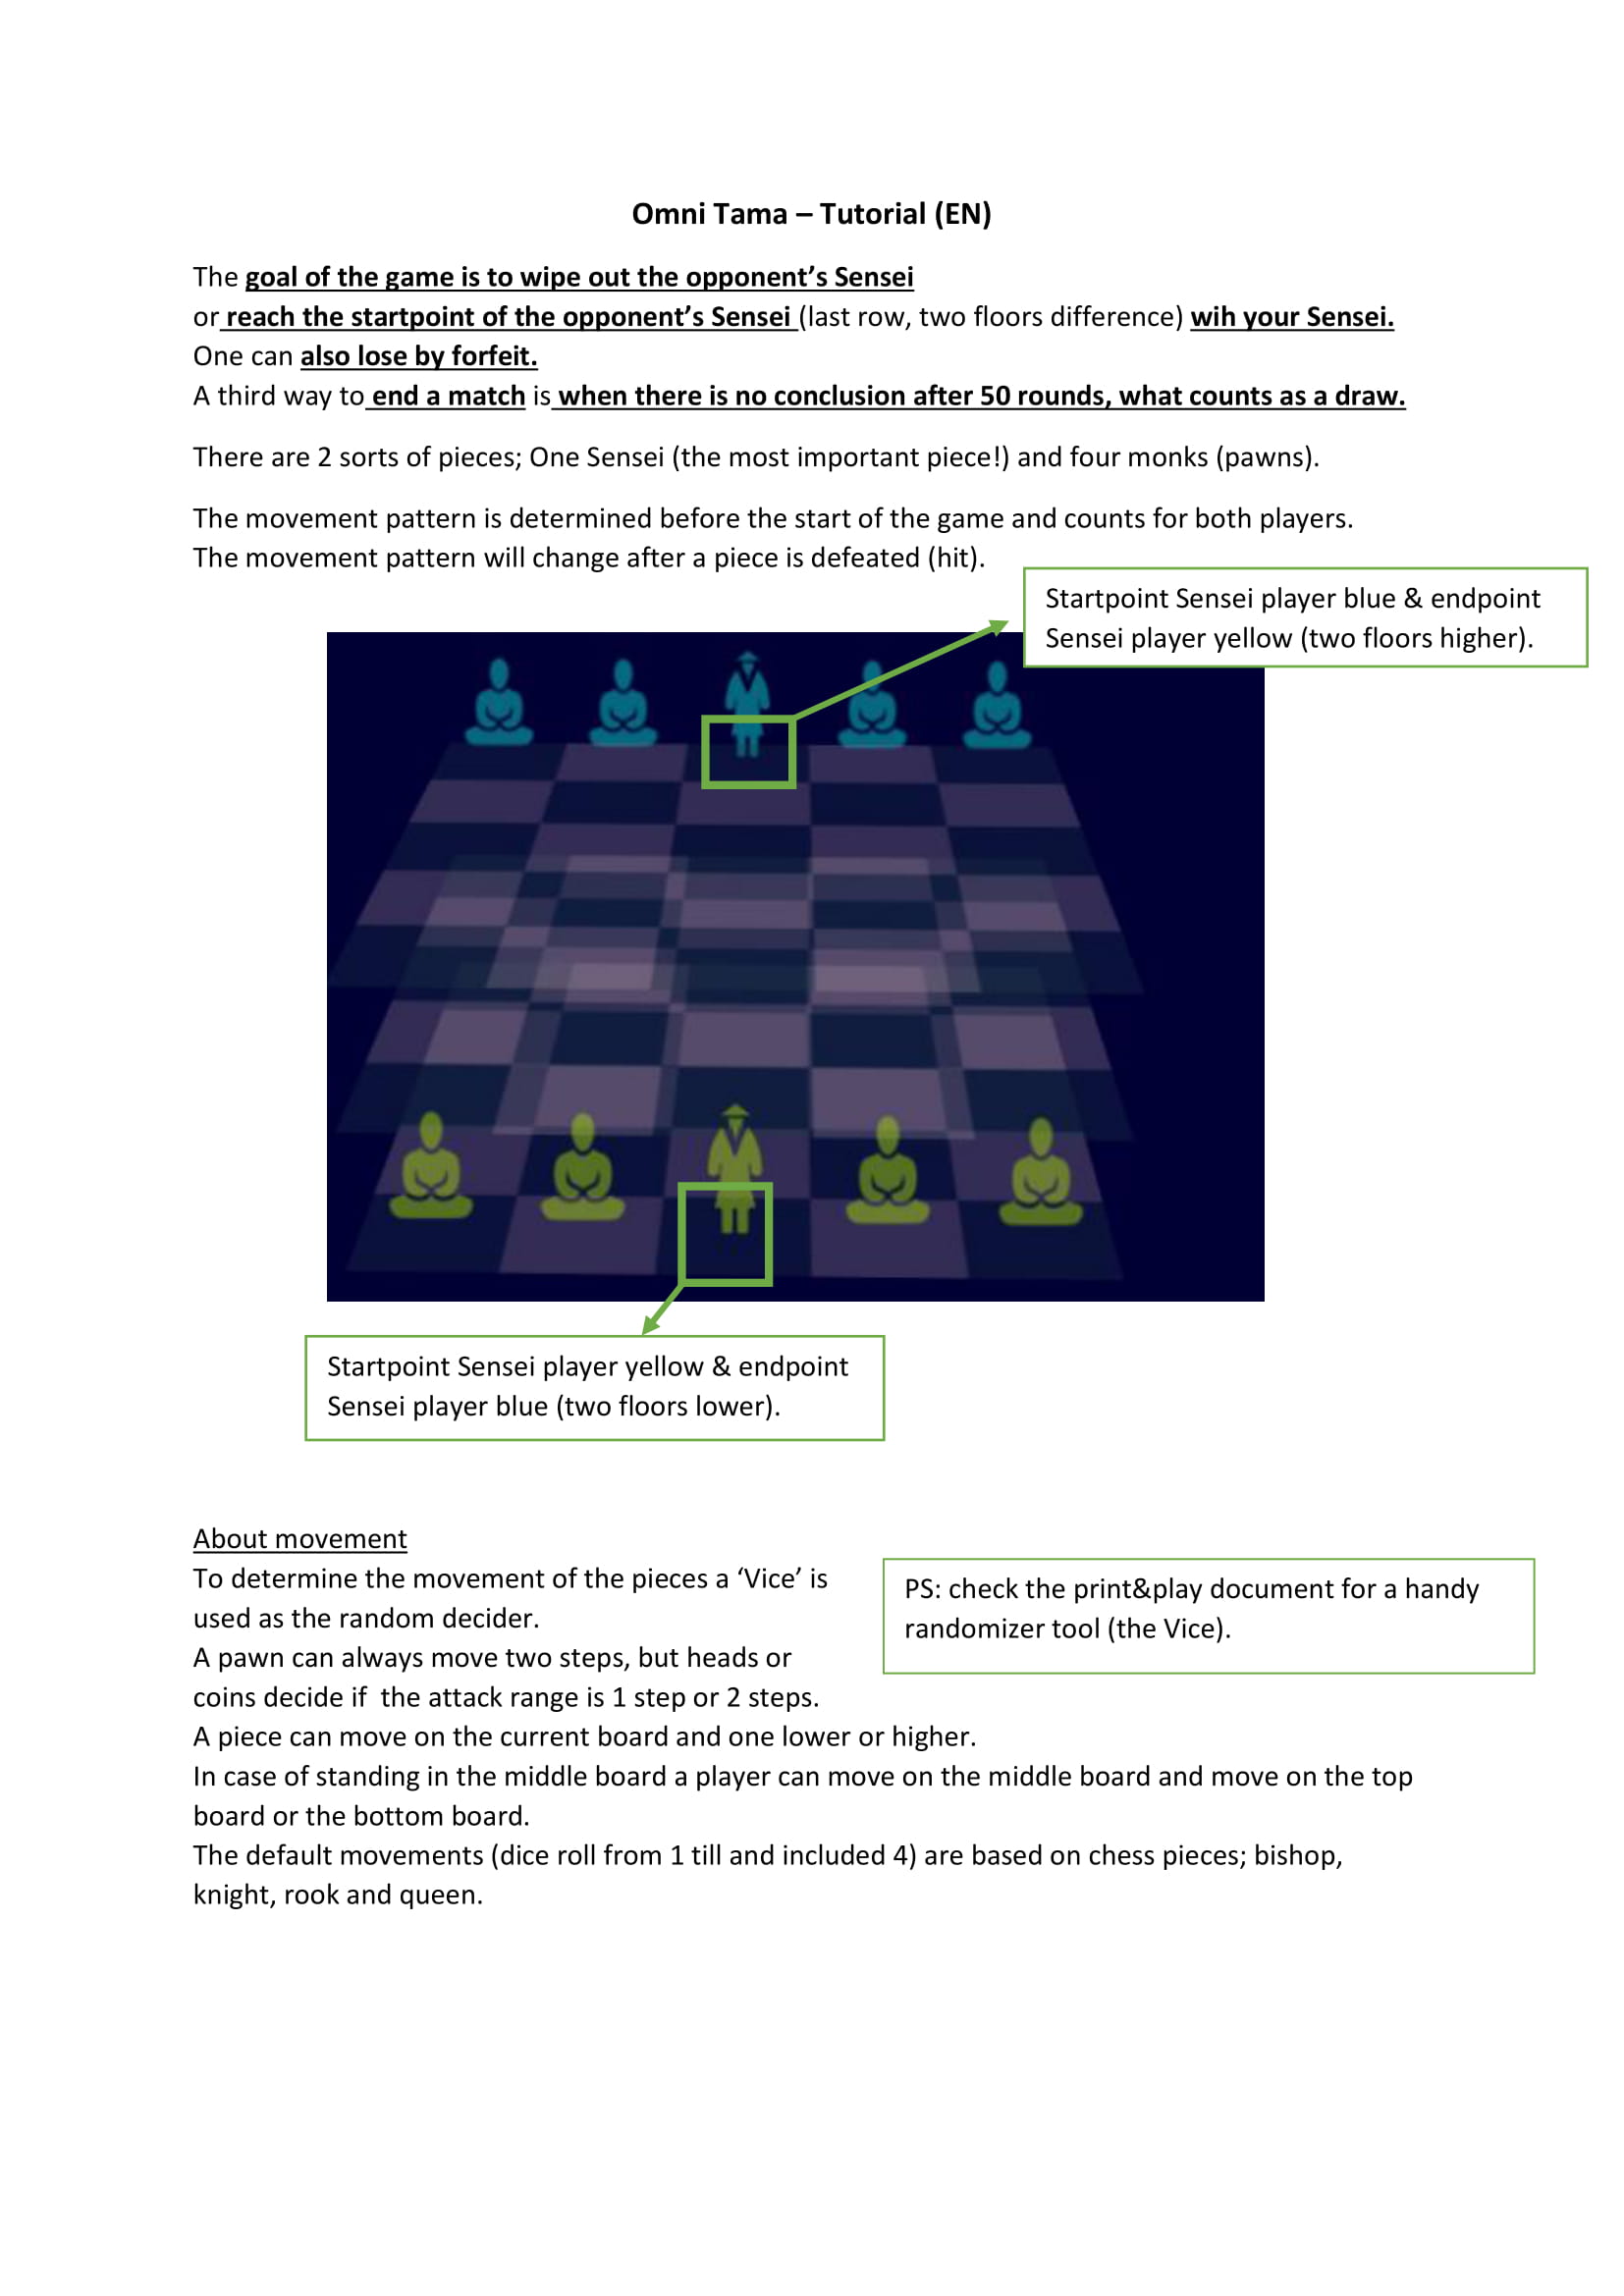 Omni Tama – Tutorial (EN)
The goal of the game is to wipe out the opponent’s Sensei
or reach the startpoint of the opponent’s Sensei (last row, two floors difference) wih your Sensei.
One can also lose by forfeit.
A third way to end a match is when there is no conclusion after 50 rounds, what counts as a draw.
There are 2 sorts of pieces; One Sensei (the most important piece!) and four monks (pawns).
The movement pattern is determined before the start of the game and counts for both players.
The movement pattern will change after a piece is defeated (hit).
Startpoint Sensei player blue & endpoint
Sensei player yellow (two floors higher).
Startpoint Sensei player yellow & endpoint
Sensei player blue (two floors lower).
About movement
To determine the movement of the pieces a ‘Vice’ is
used as the random decider.
A pawn can always move two steps, but heads or
coins decide if  the attack range is 1 step or 2 steps.
PS: check the print&play document for a handy
randomizer tool (the Vice).
A piece can move on the current board and one lower or higher.
In case of standing in the middle board a player can move on the middle board and move on the top
board or the bottom board.
The default movements (dice roll from 1 till and included 4) are based on chess pieces; bishop,
knight, rook and queen.